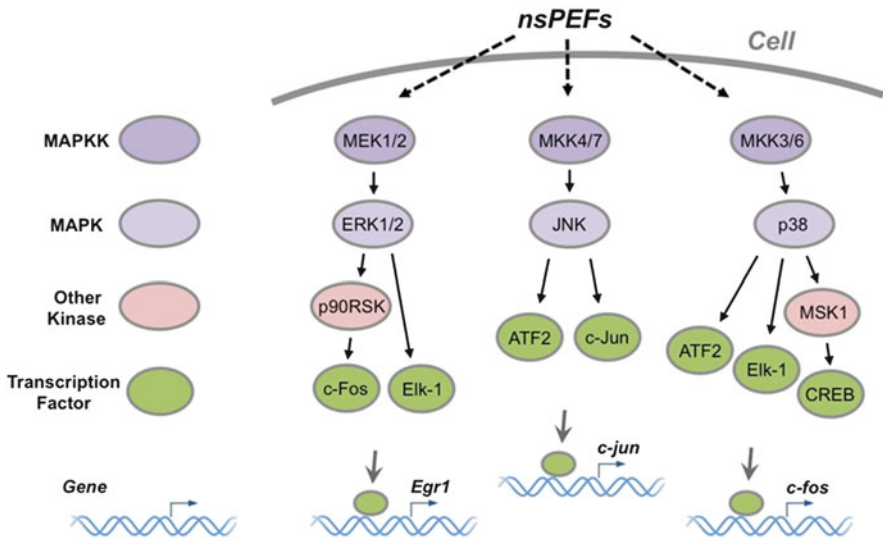 nsPEFs
Cell
MAPKK
MEK1/2
MKK4/7
MKK3/6
MAPK
ERK1/2
JNK
p38
Other
Kinase
p90RSK
MSK1
ATF2
c-Jun
ATF2
Elk-1
Transcription
Factor
c-Fos
Elk-1
CREB
Gene
Egr1
c-jun
c-fos